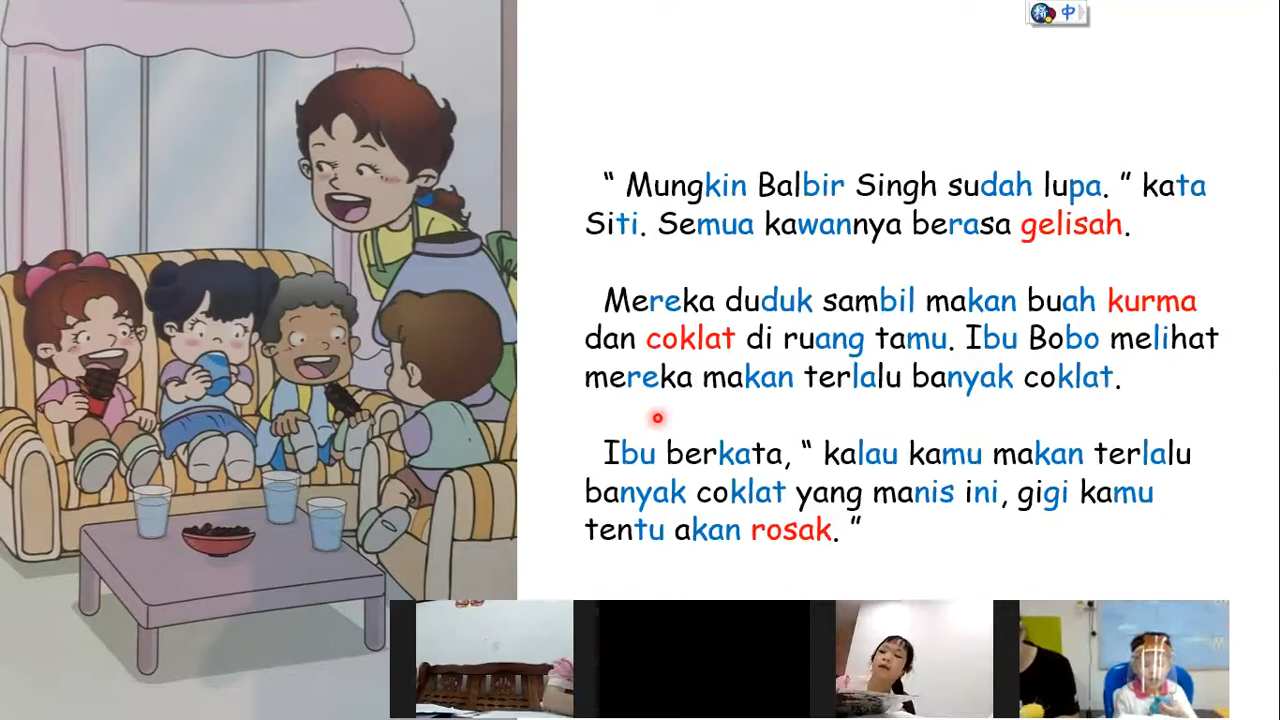 新 中
“ Mungkin Balbir Singh sudah lupa. ” kata
Siti. Semua kawannya berasa gelisah.
Mereka duduk sambil makan buah kurma
dan coklat di ruang tamu. Ibu Bobo melihat
mereka makan terlalu banyak coklat.
Ibu berkata, “ kalau kamu makan terlalu
banyak coklat yang manis ini, gigi kamu
tentu akan rosak. ”